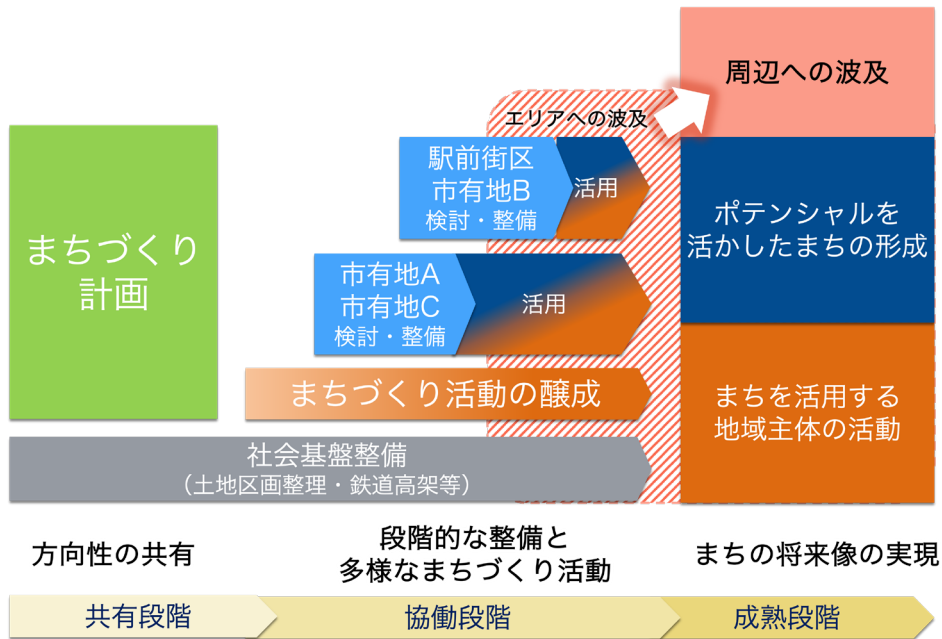 まちづくり
計画
駅前街区
市有地B
検討・整備
活用
エリアへの波及
市有地A
市有地C
検討・整備
活用
まちづくり活動の醸成
社会基盤整備
（土地区画整理・鉄道高架等）
周辺への波及
ポテンシャルを
活かしたまちの形成
まちを活用する
地域主体の活動
方向性の共有
段階的な整備と
多様なまちづくり活動
まちの将来像の実現
共有段階
協働段階
成熟段階